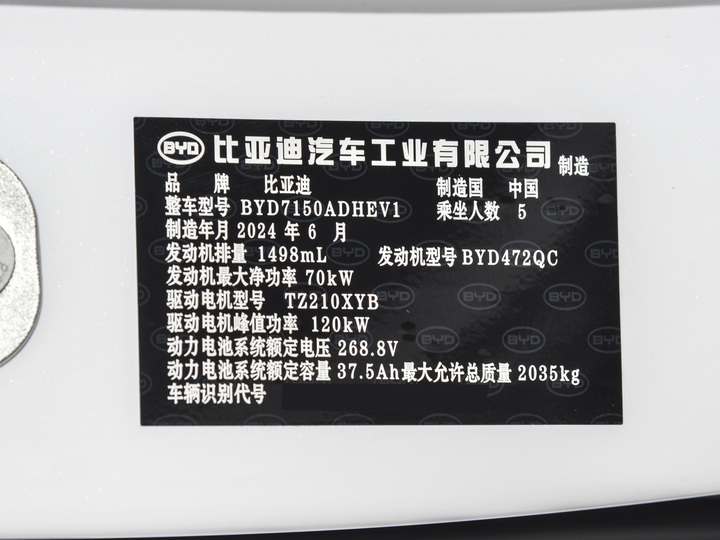 BYD 比亚迪汽车工业有限公司 制造
品 牌 比亚迪 制造国 中国
整车型号 BYD7150ADHEV1 乘坐人数 5
制造年月 2024 年 6 月
发动机排量 1498mL 发动机型号 BYD472QC
发动机最大净功率 70kW
驱动电机型号 TZ210XYB
驱动电机峰值功率 120kW
动力电池系统额定电压 268.8V
动力电池系统额定容量 37.5Ah 最大允许总质量 2035kg
车辆识别代号